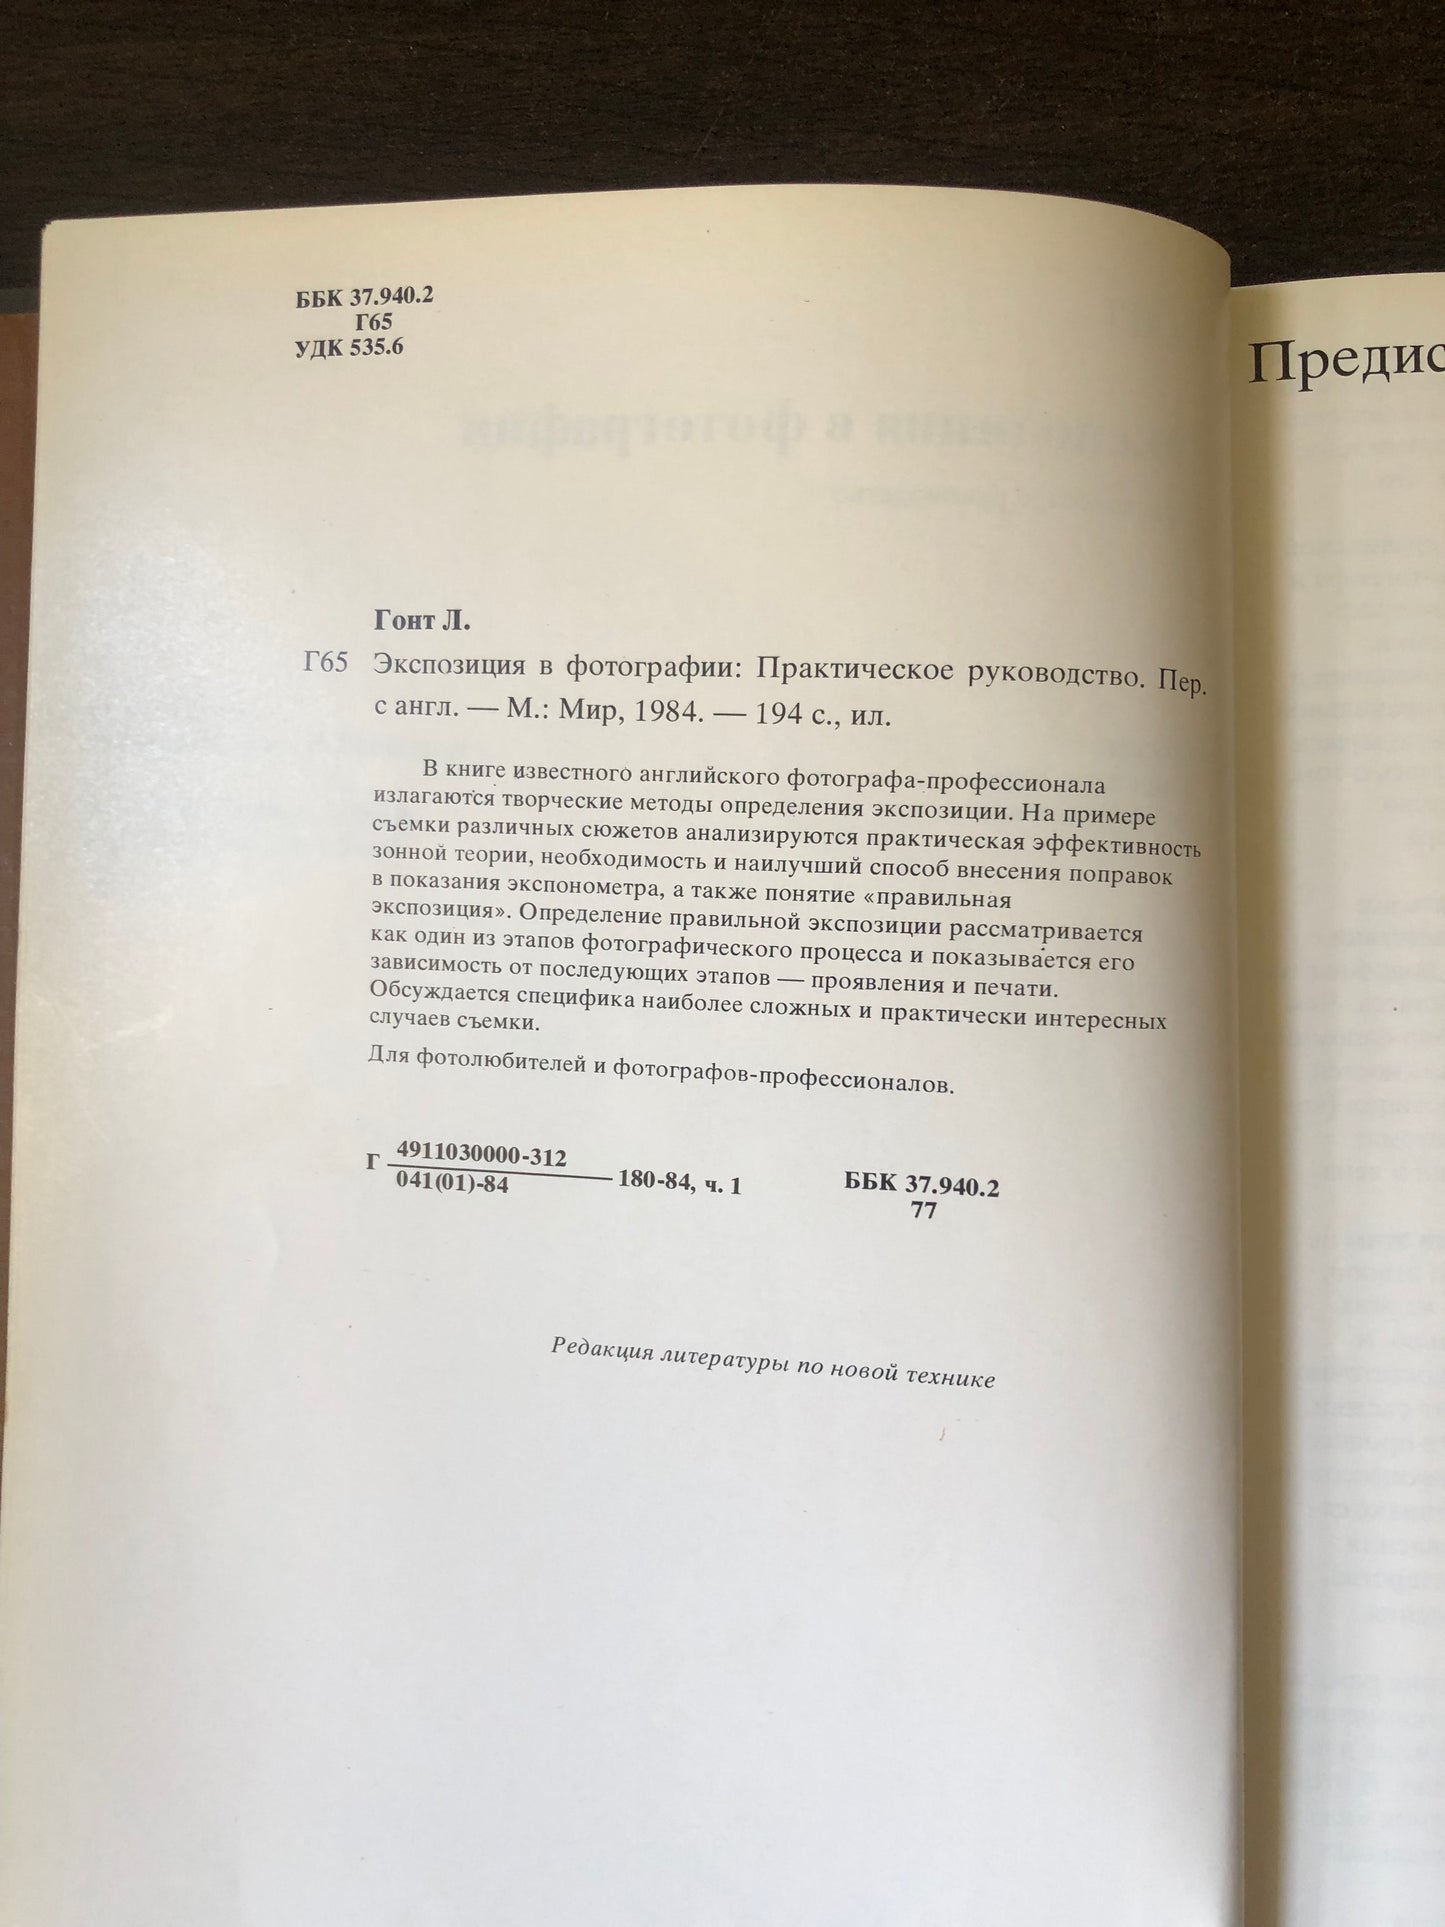 ББК 37.940.2
Г65
УДК 535.6
Гонт Л.
Г65 Экспозиция в фотографии: Практическое руководство. Пер.
с англ. — М.: Мир, 1984. — 194 с., ил.
В книге известного английского фотографа-профессионала
излагаются творческие методы определения экспозиции. На примере
съемки различных сюжетов анализируются практическая эффективность
зонной теории, необходимость и наилучший способ внесения поправок
в показания экспонометра, а также понятие «правильная
экспозиция». Определение правильной экспозиции рассматривается
как один из этапов фотографического процесса и показывается его
зависимость от последующих этапов — проявления и печати.
Обсуждается специфика наиболее сложных и практически интересных
случаев съемки.
Для фотолюбителей и фотографов-профессионалов.
Г 4911030000-312
041(01)-84 — 180-84, ч. 1
ББК 37.940.2
77
Редакция литературы по новой технике
Предис